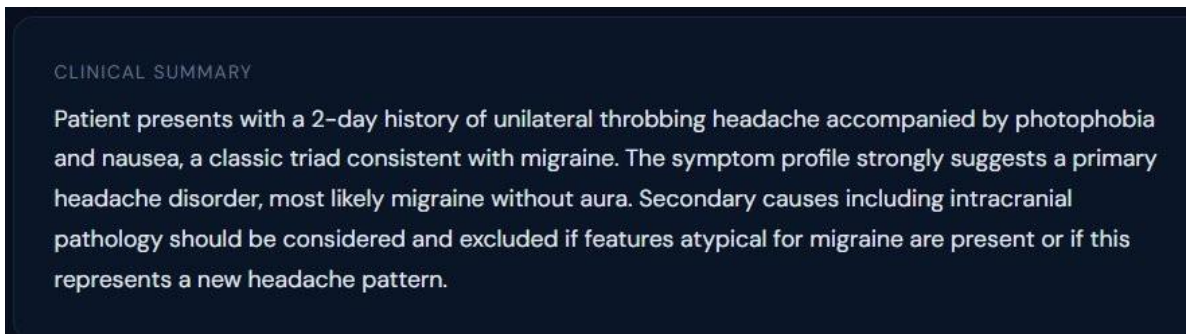 CLINICAL SUMMARY
Patient presents with a 2-day history of unilateral throbbing headache accompanied by photophobia
and nausea, a classic triad consistent with migraine. The symptom profile strongly suggests a primary
headache disorder, most likely migraine without aura. Secondary causes including intracranial
pathology should be considered and excluded if features atypical for migraine are present or if this
represents a new headache pattern.